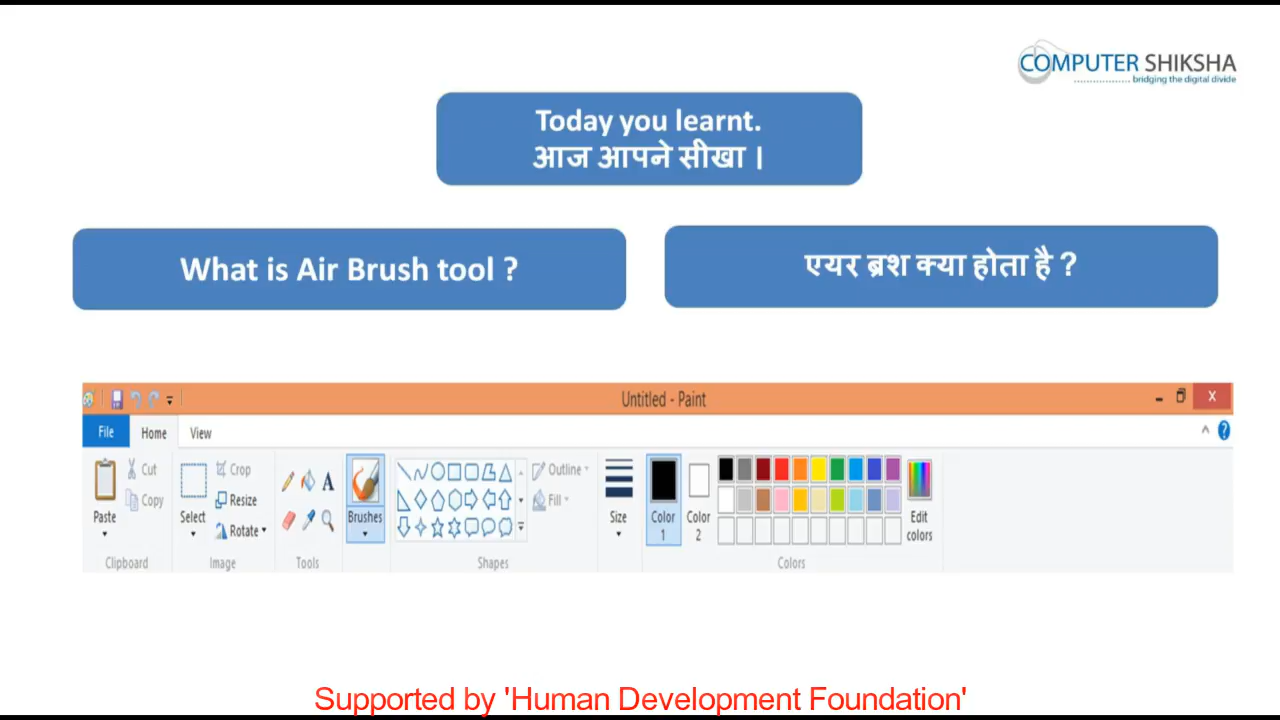 COMPUTER SHIKSHA
bridging the digital divide
Today you learnt.
आज आपने सीखा ।
What is Air Brush tool ?
एयर ब्रश क्या होता है ?
Untitled - Paint
File Home View
Cut
Copy
Paste
Clipboard
Crop
Resize
Rotate
Select
Image
A
Tools
Brushes
Outline
Fill
Shapes
Size
Color
1
Color
2
Edit
colors
Colors
Supported by 'Human Development Foundation'